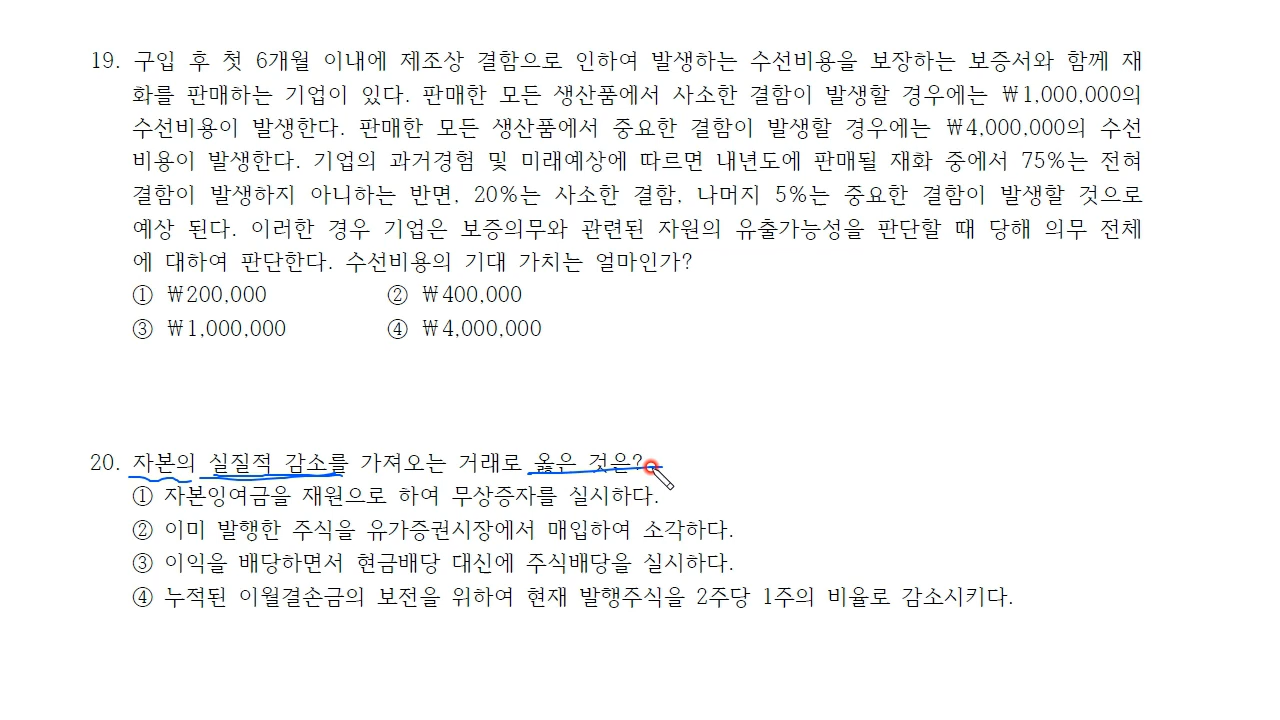 19. 구입 후 첫 6개월 이내에 제조상 결함으로 인하여 발생하는 수선비용을 보장하는 보증서와 함께 재
화를 판매하는 기업이 있다. 판매한 모든 생산품에서 사소한 결함이 발생할 경우에는 ₩1,000,000의
수선비용이 발생한다. 판매한 모든 생산품에서 중요한 결함이 발생할 경우에는 ₩4,000,000의 수선
비용이 발생한다. 기업의 과거경험 및 미래예상에 따르면 내년도에 판매될 재화 중에서 75%는 전혀
결함이 발생하지 아니하는 반면, 20%는 사소한 결함, 나머지 5%는 중요한 결함이 발생할 것으로
예상 된다. 이러한 경우 기업은 보증의무와 관련된 자원의 유출가능성을 판단할 때 당해 의무 전체
에 대하여 판단한다. 수선비용의 기대 가치는 얼마인가?
① ₩200,000 ② ₩400,000
③ ₩1,000,000 ④ ₩4,000,000
20. 자본의 실질적 감소를 가져오는 거래로 옳은 것은?
① 자본잉여금을 재원으로 하여 무상증자를 실시하다.
② 이미 발행한 주식을 유가증권시장에서 매입하여 소각하다.
③ 이익을 배당하면서 현금배당 대신에 주식배당을 실시하다.
④ 누적된 이월결손금의 보전을 위하여 현재 발행주식을 2주당 1주의 비율로 감소시키다.